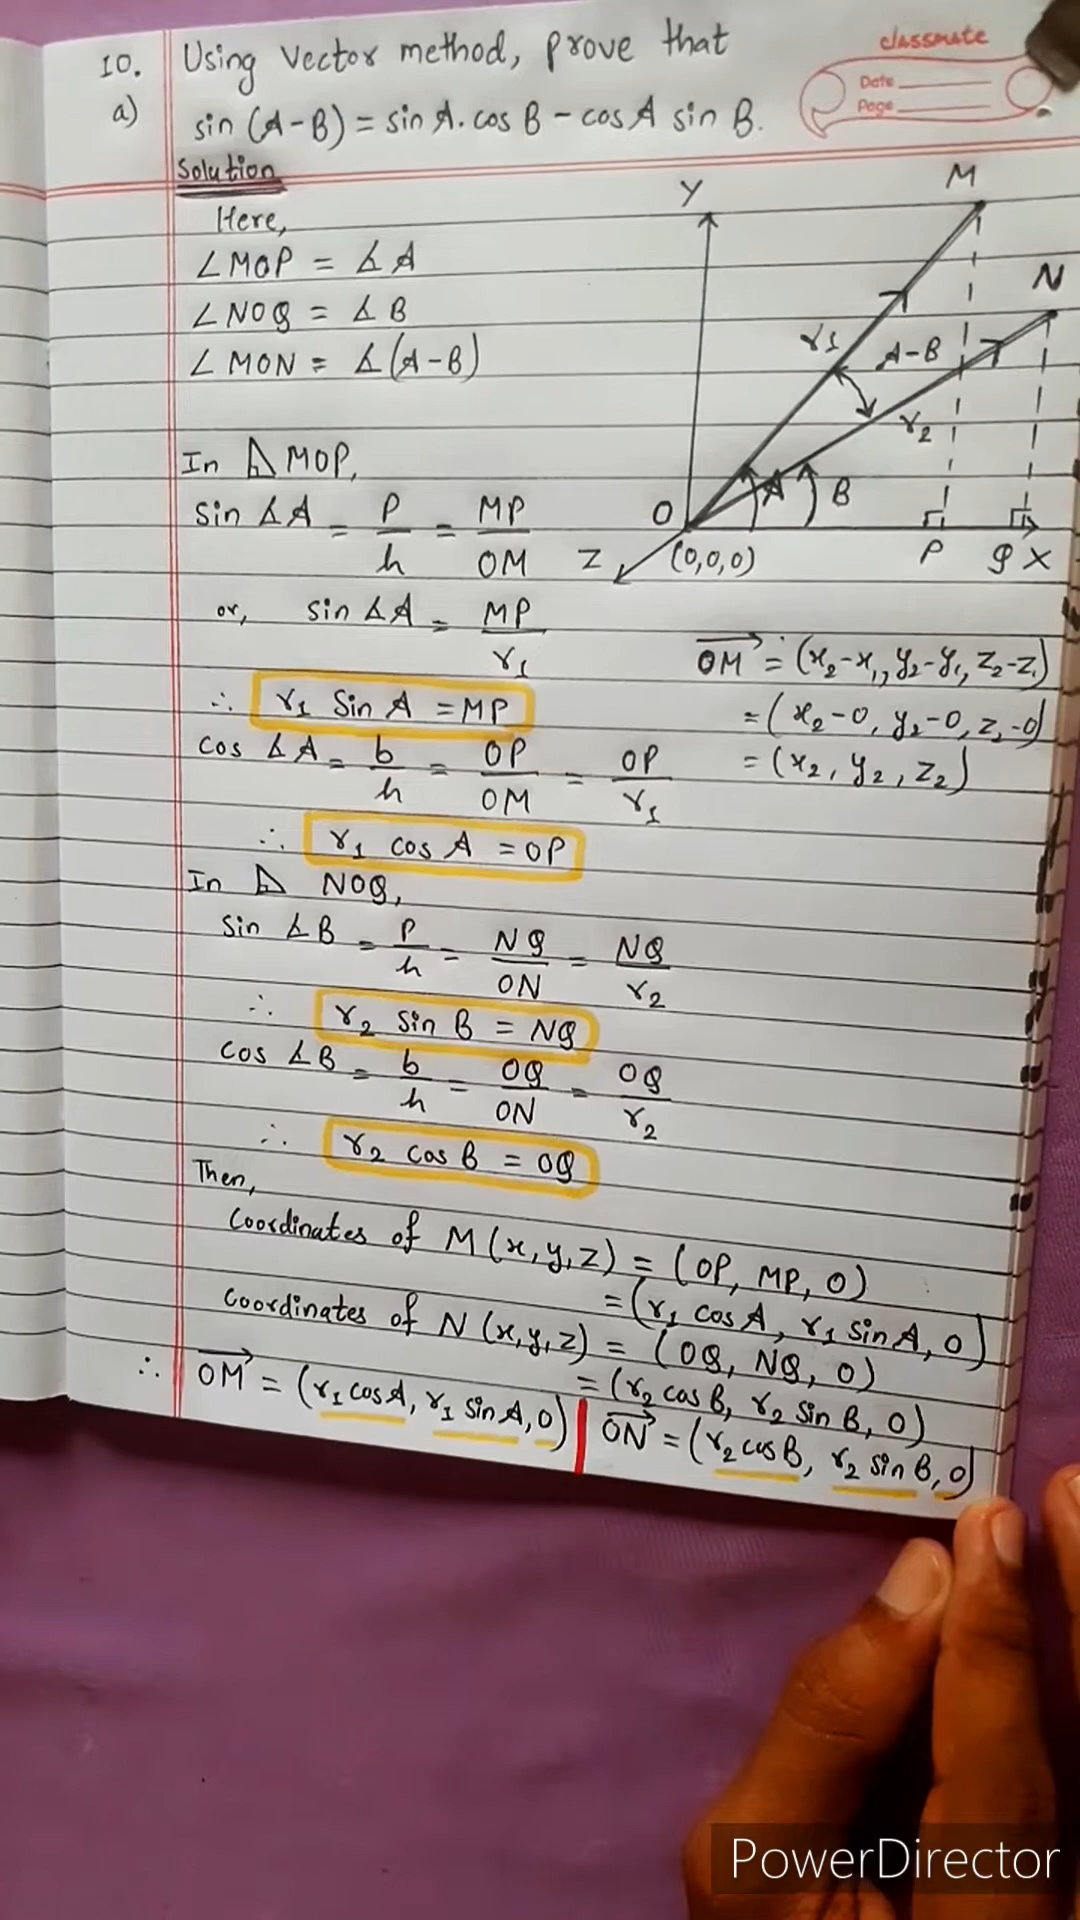 classmate
Date
Page
10. Using vector method, prove that
a) sin (A-B) = sin A. cos B - cos A sin B.
Solution
Here,
∠MOP = ∡A
∠NOQ = ∡B
∠MON = ∡(A-B)
Y
M
N
r₁
A-B
r₂
A
B
O
(0,0,0)
Z
P
Q
X
In ⊿ MOP,
sin ∡A = p/h = MP/OM
or, sin ∡A = MP/r₁
∴ r₁ sin A = MP
cos ∡A = b/h = OP/OM = OP/r₁
∴ r₁ cos A = OP
OM⃗ = (x₂-x₁, y₂-y₁, z₂-z₁)
= (x₂-0, y₂-0, z₂-0)
= (x₂, y₂, z₂)
In ⊿ NOQ,
sin ∡B = p/h = NQ/ON = NQ/r₂
∴ r₂ sin B = NQ
cos ∡B = b/h = OQ/ON = OQ/r₂
∴ r₂ cos B = OQ
Then,
Coordinates of M (x,y,z) = (OP, MP, 0)
= (r₁ cos A, r₁ sin A, 0)
Coordinates of N (x,y,z) = (OQ, NQ, 0)
= (r₂ cos B, r₂ sin B, 0)
∴ OM⃗ = (r₁ cosA, r₁ sin A, 0) | ON⃗ = (r₂ cosB, r₂ sin B, 0)
PowerDirector